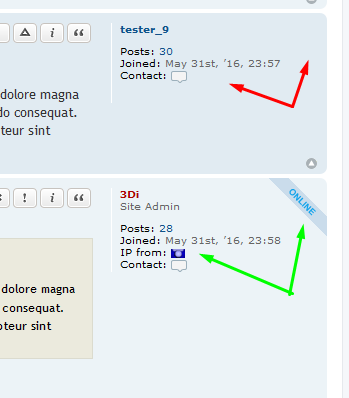 tester_9
Posts: 30
Joined: May 31st, '16, 23:57
Contact:
dolore magna
do consequat.
teur sint
3Di
Site Admin
ONLINE
Posts: 28
Joined: May 31st, '16, 23:58
IP from:
Contact:
dolore magna
consequat.
pteur sint